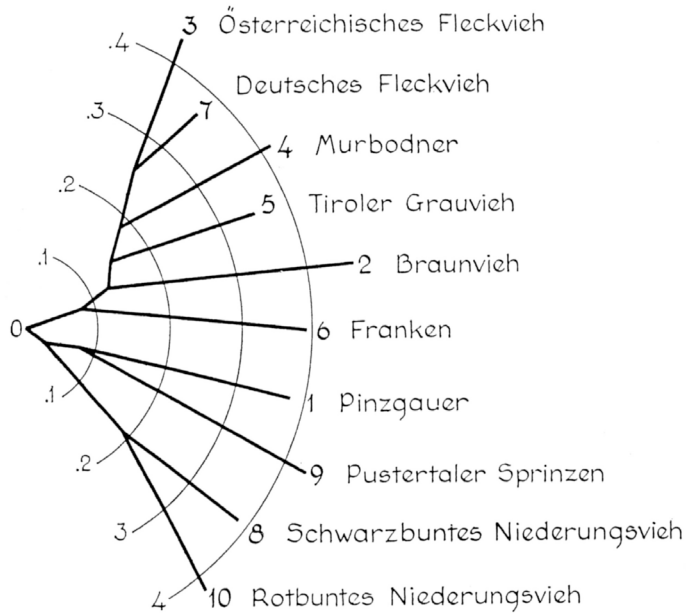 3 Österreichisches Fleckvieh
.4
7 Deutsches Fleckvieh
.3
4 Murbodner
.2
5 Tiroler Grauvieh
.1
2 Braunvieh
0
6 Franken
.1
1 Pinzgauer
.2
9 Pustertaler Sprinzen
3
8 Schwarzbuntes Niederungsvieh
4
10 Rotbuntes Niederungsvieh